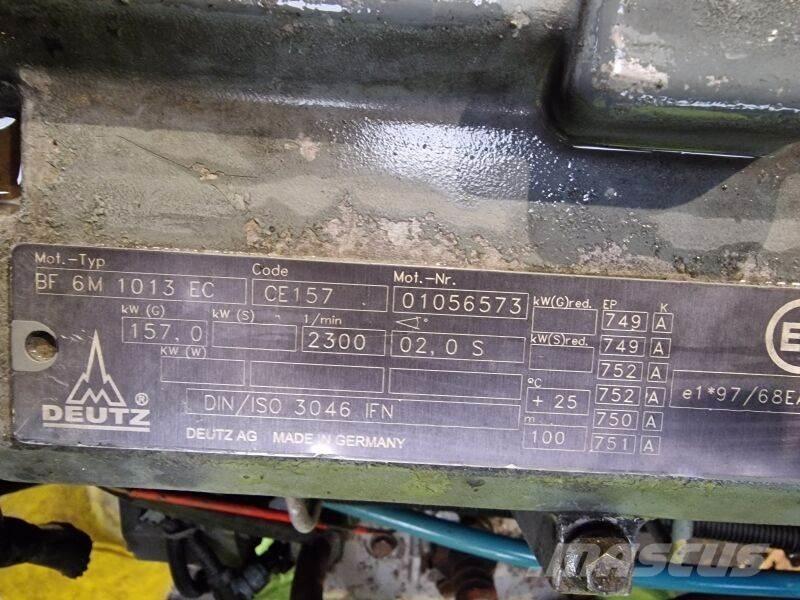 Mot.-Typ Code Mot.-Nr.
BF 6M 1013 EC CE157 01056573 kW(G)red. EP K
kW (G) kW (S) 1/min ◁° 749 A
157,0 2300 02,0 S kW(S)red. 749 A
KW (W) 752 A
°C 752 A e1*97/68EA
DIN/ISO 3046 IFN + 25 750 A
m 100 751 A
DEUTZ ®
DEUTZ AG MADE IN GERMANY
E
mascus